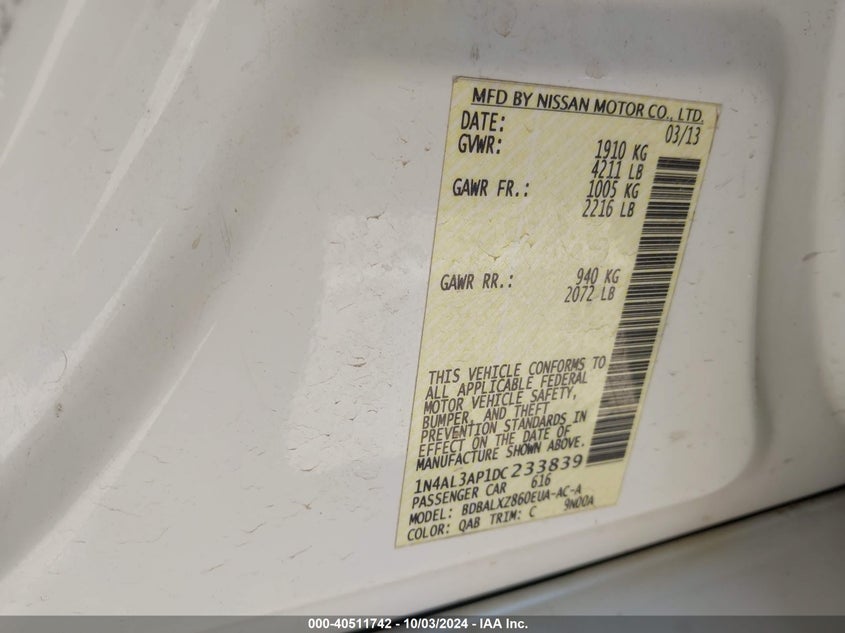 MFD BY NISSAN MOTOR CO., LTD.
DATE: 03/13
GVWR: 1910 KG
4211 LB
GAWR FR.: 1005 KG
2216 LB
GAWR RR.: 940 KG
2072 LB
THIS VEHICLE CONFORMS TO
ALL APPLICABLE FEDERAL
MOTOR VEHICLE SAFETY,
BUMPER, AND THEFT
PREVENTION STANDARDS IN
EFFECT ON THE DATE OF
MANUFACTURE SHOWN ABOVE.
1N4AL3AP1DC233839
PASSENGER CAR 616
MODEL: BDBALXZ860EUA-AC-A
COLOR: QAB TRIM: C 9N00A
000-40511742 - 10/03/2024 - IAA Inc.